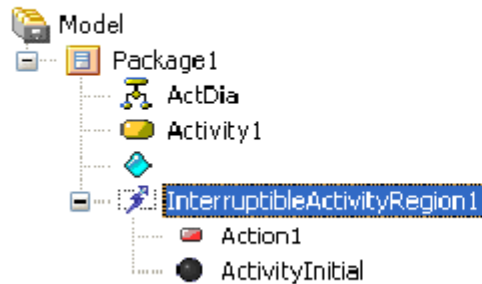 Model
Package1
ActDia
Activity1
InterruptibleActivityRegion1
Action1
ActivityInitial